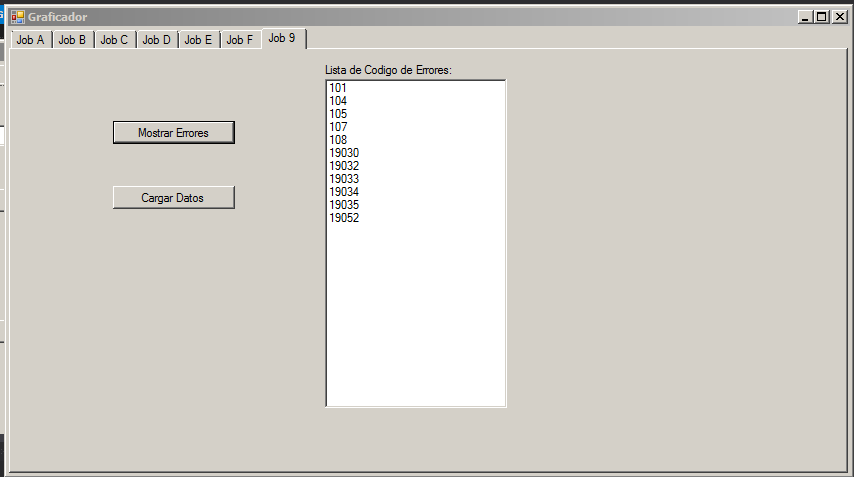 Graficador
Job A Job B Job C Job D Job E Job F Job 9
Lista de Codigo de Errores:
Mostrar Errores
Cargar Datos
101
104
105
107
108
19030
19032
19033
19034
19035
19052